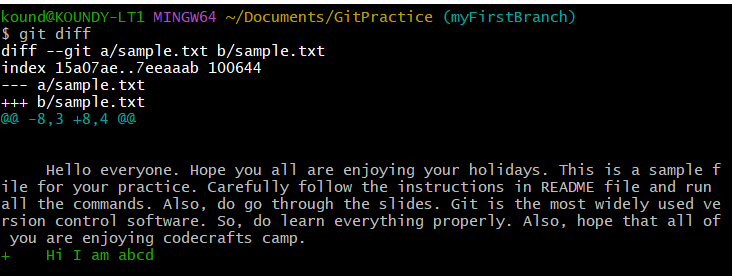 kound@KOUNDY-LT1 MINGW64 ~/Documents/GitPractice (myFirstBranch)
$ git diff
diff --git a/sample.txt b/sample.txt
index 15a07ae..7eeaaab 100644
--- a/sample.txt
+++ b/sample.txt
@@ -8,3 +8,4 @@
Hello everyone. Hope you all are enjoying your holidays. This is a sample f
ile for your practice. Carefully follow the instructions in README file and run
all the commands. Also, do go through the slides. Git is the most widely used ve
rsion control software. So, do learn everything properly. Also, hope that all of
you are enjoying codecrafts camp.
+    Hi I am abcd